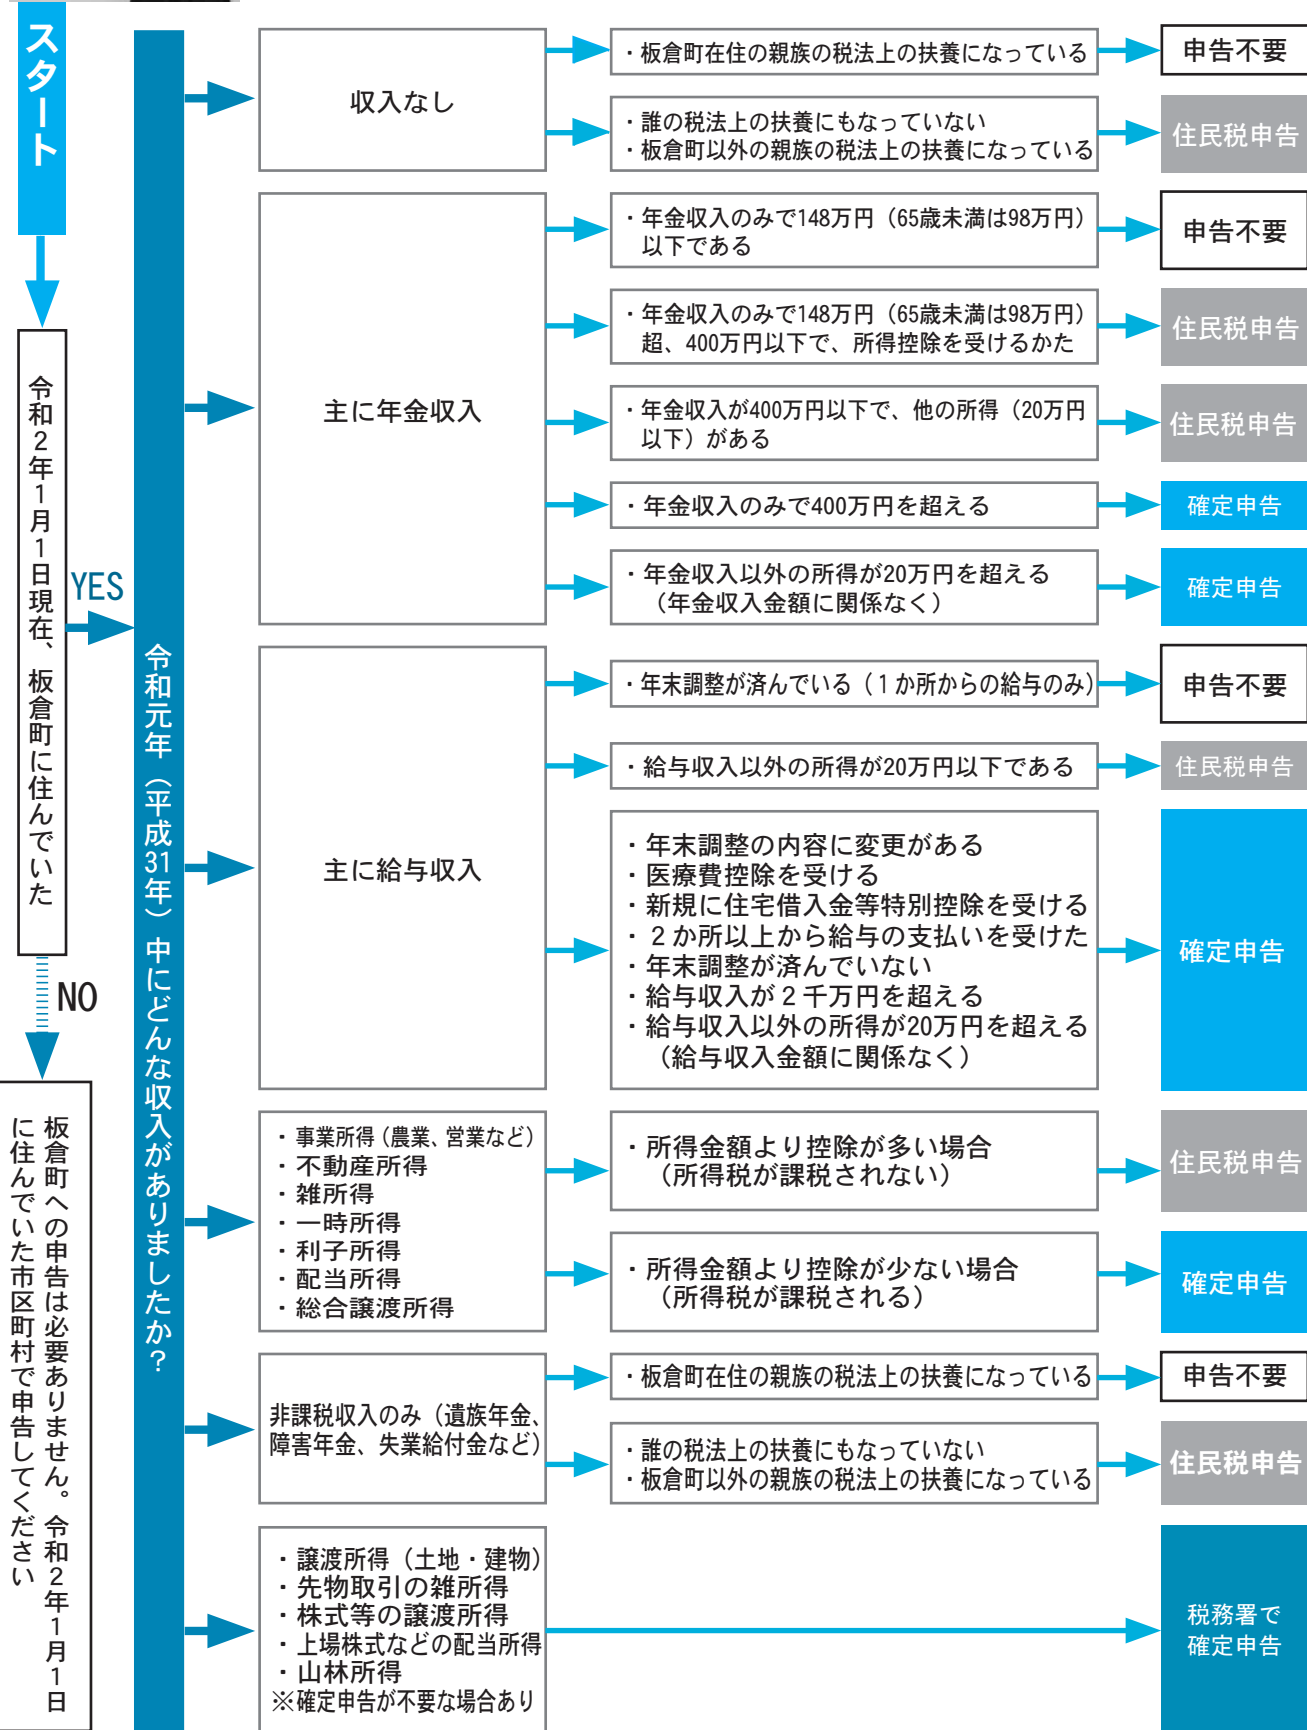 スタート
令和2年1月1日現在、板倉町に住んでいた
YES
NO
板倉町への申告は必要ありません。令和2年1月1日
に住んでいた市区町村で申告してください
令和元年（平成31年）中にどんな収入がありましたか？
収入なし
・板倉町在住の親族の税法上の扶養になっている
申告不要
・誰の税法上の扶養にもなっていない
・板倉町以外の親族の税法上の扶養になっている
住民税申告
主に年金収入
・年金収入のみで148万円（65歳未満は98万円）
以下である
申告不要
・年金収入のみで148万円（65歳未満は98万円）
超、400万円以下で、所得控除を受けるかた
住民税申告
・年金収入が400万円以下で、他の所得（20万円
以下）がある
住民税申告
・年金収入のみで400万円を超える
確定申告
・年金収入以外の所得が20万円を超える
（年金収入金額に関係なく）
確定申告
主に給与収入
・年末調整が済んでいる（１か所からの給与のみ）
申告不要
・給与収入以外の所得が20万円以下である
住民税申告
・年末調整の内容に変更がある
・医療費控除を受ける
・新規に住宅借入金等特別控除を受ける
・２か所以上から給与の支払いを受けた
・年末調整が済んでいない
・給与収入が２千万円を超える
・給与収入以外の所得が20万円を超える
（給与収入金額に関係なく）
確定申告
・事業所得（農業、営業など）
・不動産所得
・雑所得
・一時所得
・利子所得
・配当所得
・総合譲渡所得
・所得金額より控除が多い場合
（所得税が課税されない）
住民税申告
・所得金額より控除が少ない場合
（所得税が課税される）
確定申告
非課税収入のみ（遺族年金、
障害年金、失業給付金など）
・板倉町在住の親族の税法上の扶養になっている
申告不要
・誰の税法上の扶養にもなっていない
・板倉町以外の親族の税法上の扶養になっている
住民税申告
・譲渡所得（土地・建物）
・先物取引の雑所得
・株式等の譲渡所得
・上場株式などの配当所得
・山林所得
※確定申告が不要な場合あり
税務署で
確定申告